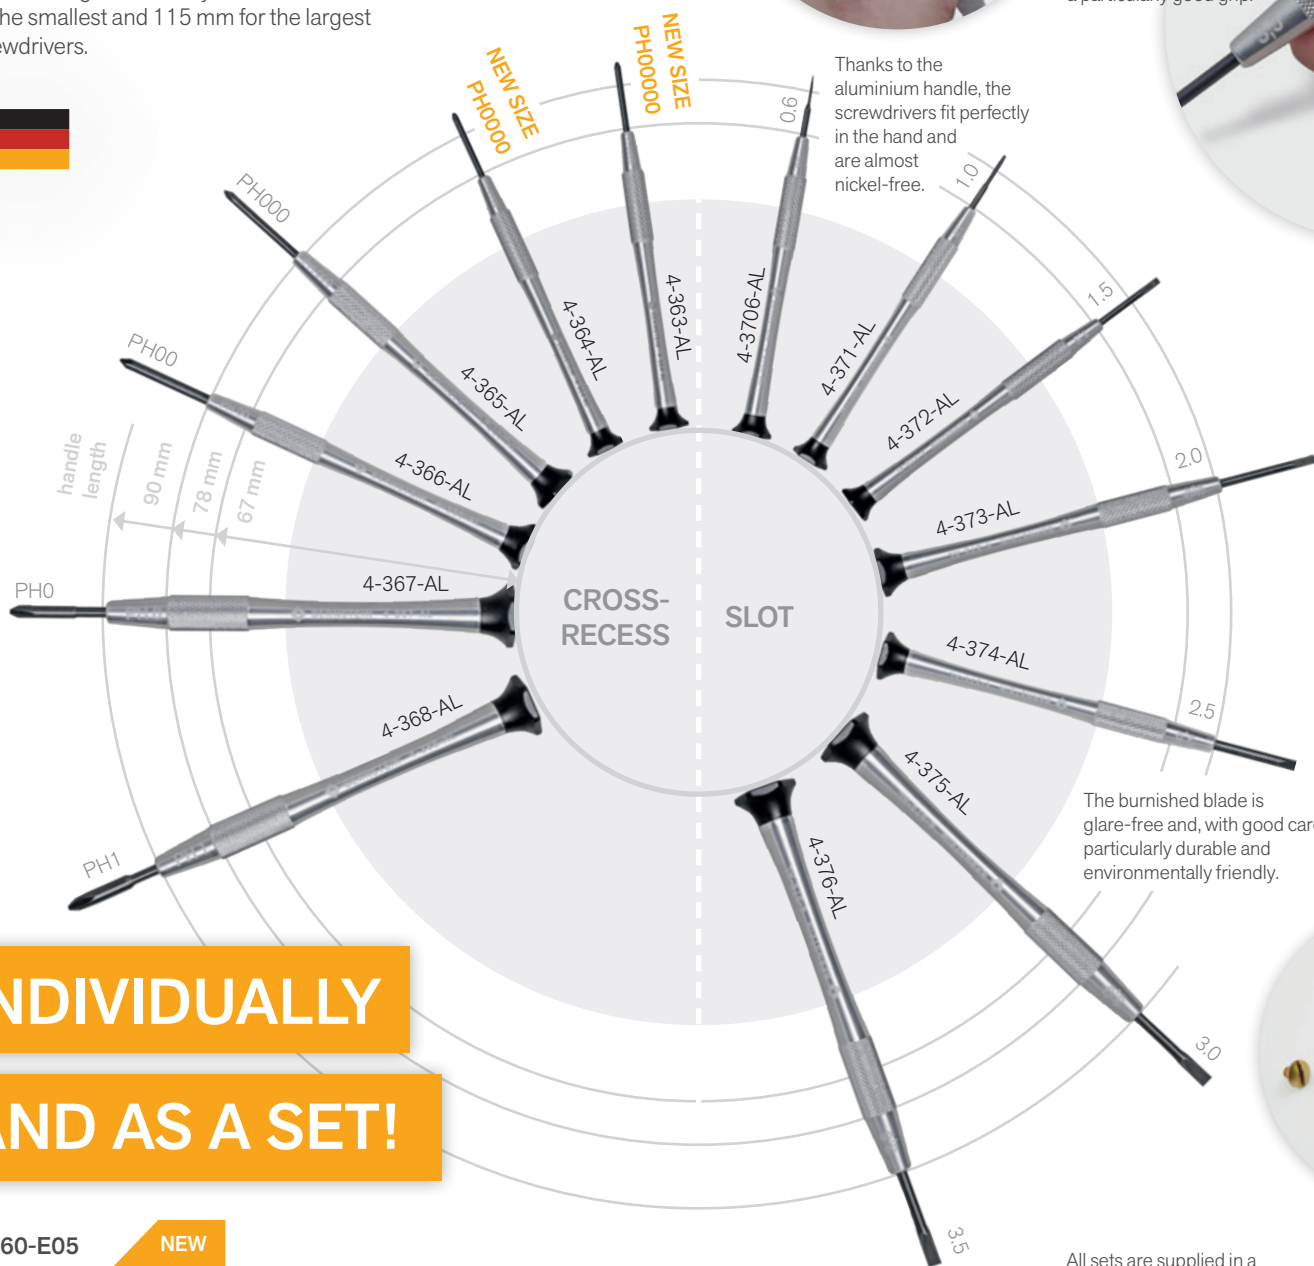 he smallest and 115 mm for the largest
ewdrivers.
a particularly good grip.
Thanks to the
aluminium handle, the
screwdrivers fit perfectly
in the hand and
are almost
nickel-free.
NEW SIZE
PH0000
NEW SIZE
PH00000
0.6
1.0
1.5
2.0
2.5
3.0
3.5
PH000
PH00
PH0
PH1
handle
length
90 mm
78 mm
67 mm
4-363-AL
4-364-AL
4-365-AL
4-366-AL
4-367-AL
4-368-AL
4-3706-AL
4-371-AL
4-372-AL
4-373-AL
4-374-AL
4-375-AL
4-376-AL
CROSS-
RECESS
SLOT
The burnished blade is
glare-free and, with good car
particularly durable and
environmentally friendly.
NDIVIDUALLY
AND AS A SET!
60-E05
NEW
All sets are supplied in a